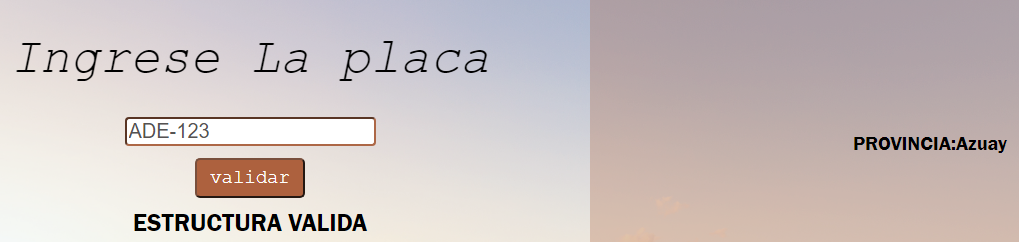 Ingrese La placa
ADE-123
validar
ESTRUCTURA VALIDA
PROVINCIA:Azuay